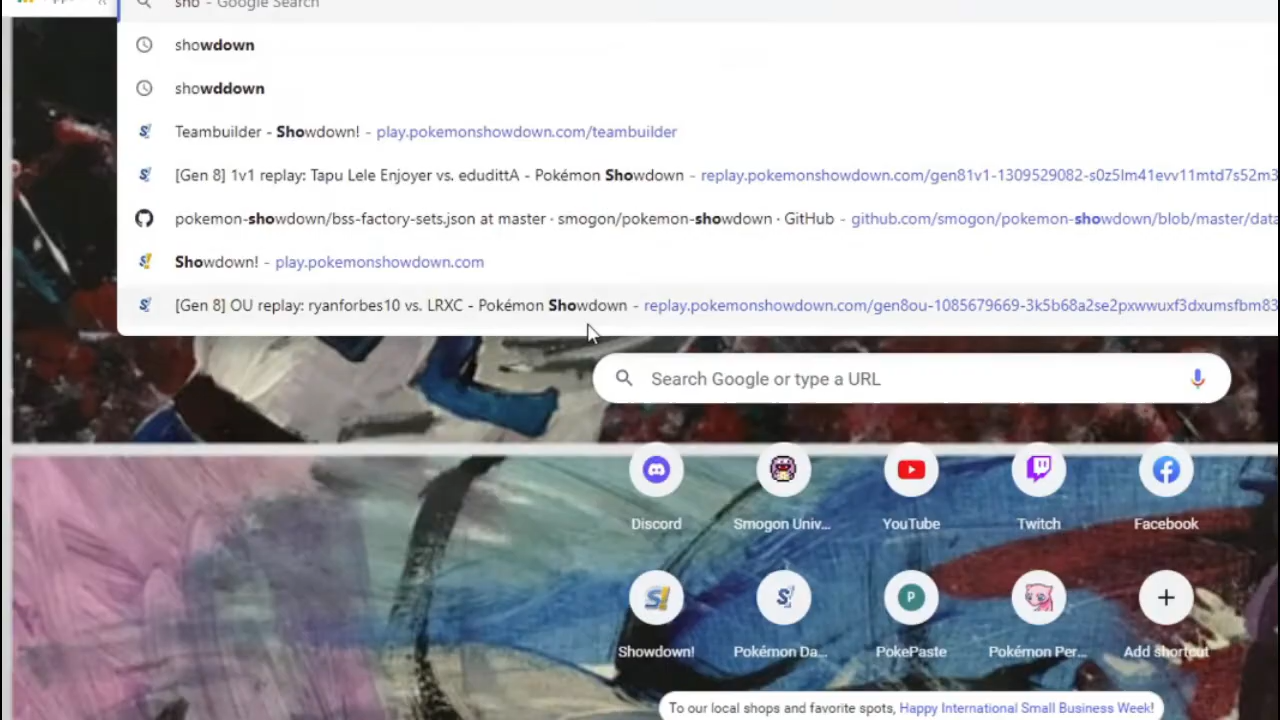 sho - Google Search
showdown
showddown
Teambuilder - Showdown! - play.pokemonshowdown.com/teambuilder
[Gen 8] 1v1 replay: Tapu Lele Enjoyer vs. edudittA - Pokémon Showdown - replay.pokemonshowdown.com/gen81v1-1309529082-s0z5lm41evv11mtd7s52m3
pokemon-showdown/bss-factory-sets.json at master · smogon/pokemon-showdown · GitHub - github.com/smogon/pokemon-showdown/blob/master/data
Showdown! - play.pokemonshowdown.com
[Gen 8] OU replay: ryanforbes10 vs. LRXC - Pokémon Showdown - replay.pokemonshowdown.com/gen8ou-1085679669-3k5b68a2se2pxwwuxf3dxumsfbm83
Search Google or type a URL
Discord Smogon Univ... YouTube Twitch Facebook
P
Showdown! Pokémon Da... PokePaste Pokémon Per... Add shortcut
To our local shops and favorite spots, Happy International Small Business Week!